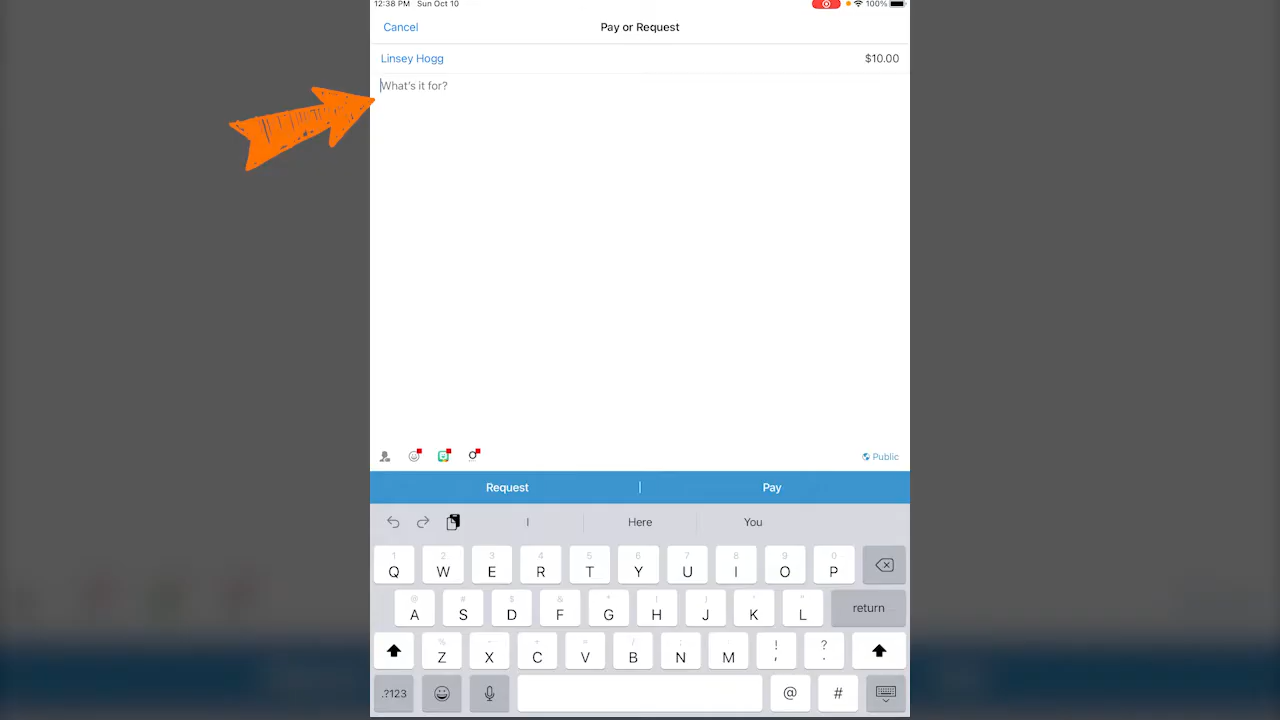 12:38 PM Sun Oct 10 100%
Cancel Pay or Request
Linsey Hogg $10.00
What's it for?
Public
Request | Pay
I Here You
1 2 3 4 5 6 7 8 9 0
Q W E R T Y U I O P
@ # $ & * ( ) ' "
A S D F G H J K L return
% - + = / ; : ! ?
Z X C V B N M , .
.?123 @ #